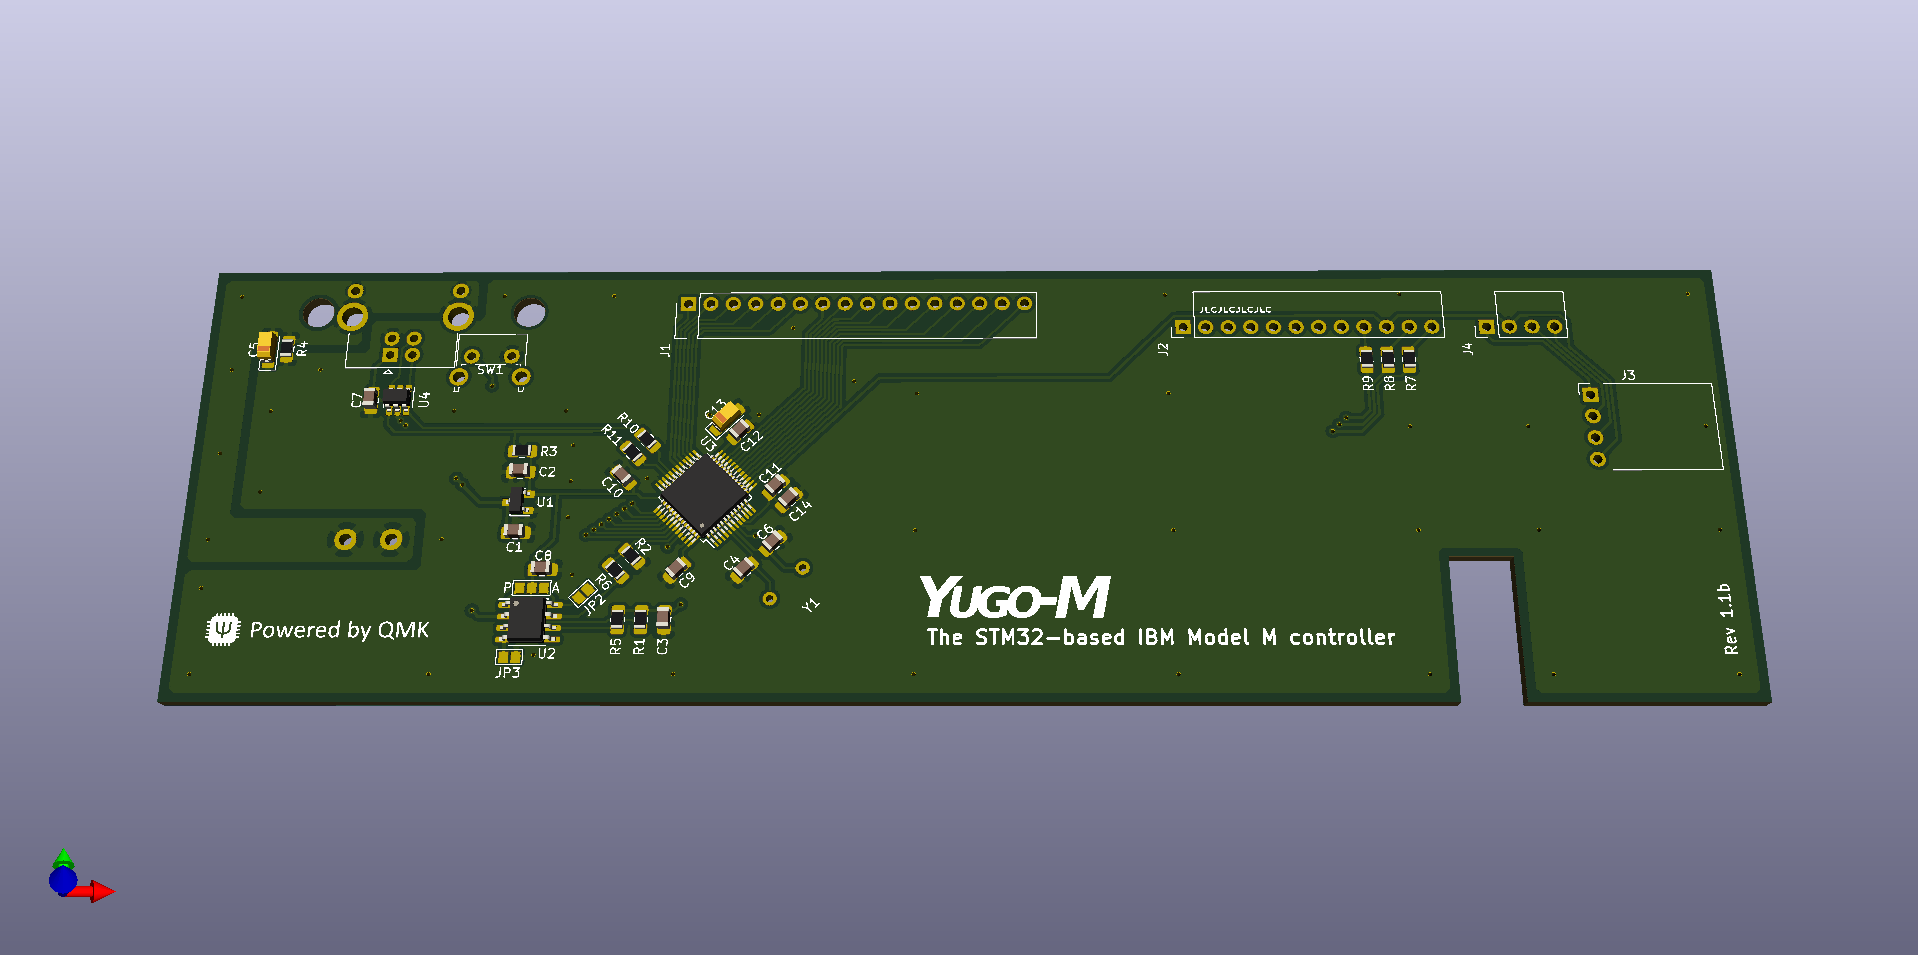 JLCJLCJLCJLC
J1
J2
J4
J3
C5
R4
SW1
C7
U4
R9
R8
R7
R10
R11
C13
U3
C12
R3
C2
C10
C11
C14
U1
C1
C6
C8
R2
C4
C9
R6
P
A
JP2
Y1
Yugo-M
The STM32-based IBM Model M controller
Ψ Powered by QMK
R5
R1
C3
U2
JP3
Rev 1.1b